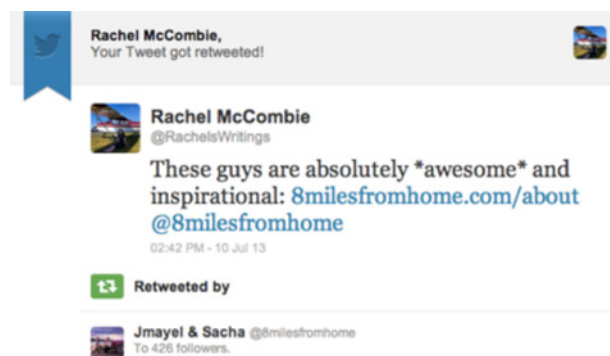 Rachel McCombie,
Your Tweet got retweeted!
Rachel McCombie
@RachelsWritings
These guys are absolutely *awesome* and
inspirational: 8milesfromhome.com/about
@8milesfromhome
02:42 PM - 10 Jul 13
Retweeted by
Jmayel & Sacha @8milesfromhome
To 426 followers.